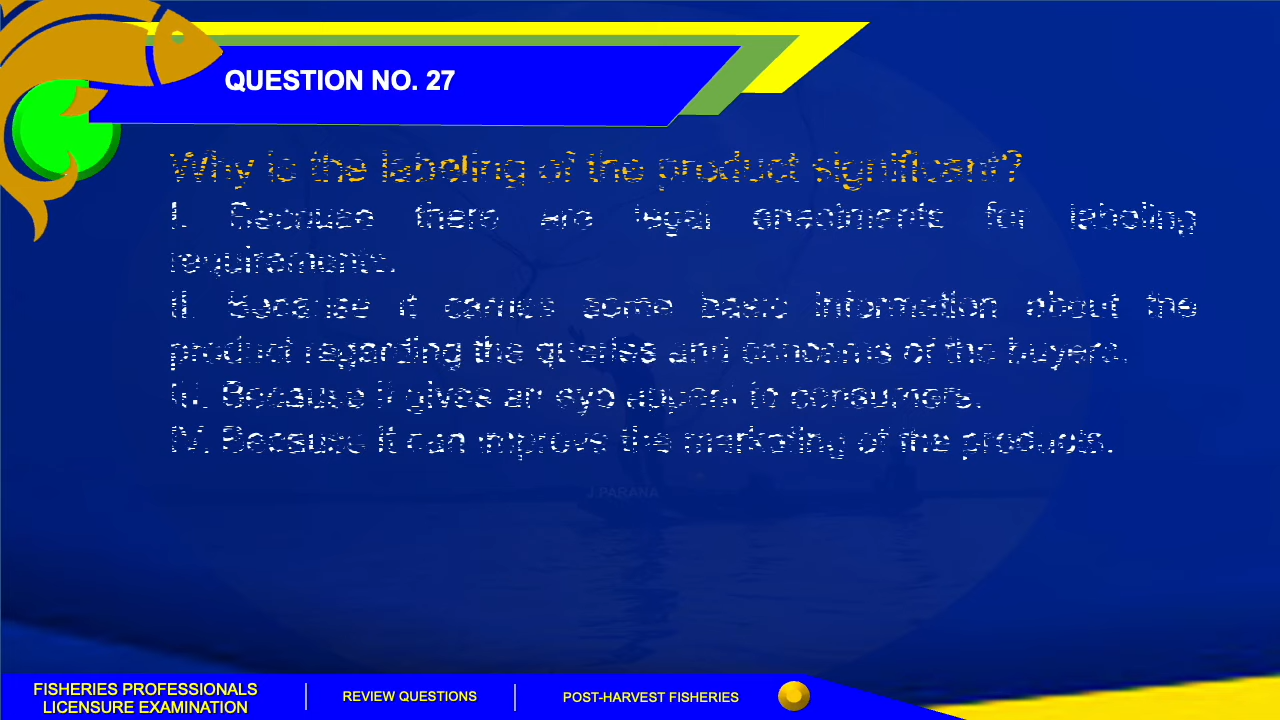 QUESTION NO. 27
Why is the labeling of the product significant?
I. Because there are legal enactments for labeling
requirements.
II. Because it carries some basic information about the
product regarding the queries and concerns of the buyers.
III. Because it gives an eye appeal to consumers.
IV. Because it can improve the marketing of the products.
J.PARANA
FISHERIES PROFESSIONALS
LICENSURE EXAMINATION
REVIEW QUESTIONS
POST-HARVEST FISHERIES